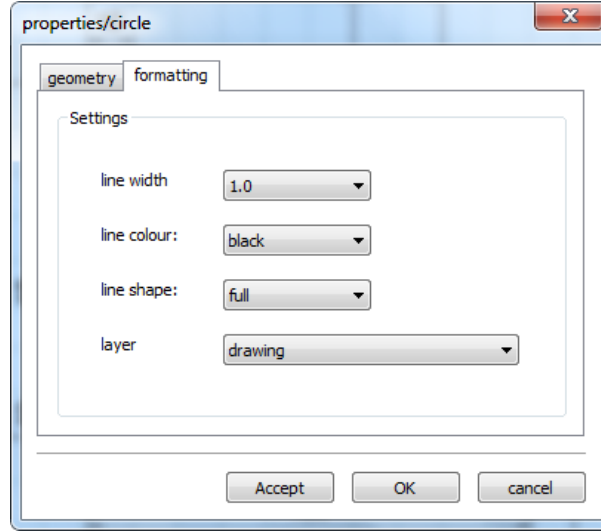 properties/circle
geometry formatting
Settings
line width 1.0
line colour: black
line shape: full
layer drawing
Accept OK cancel